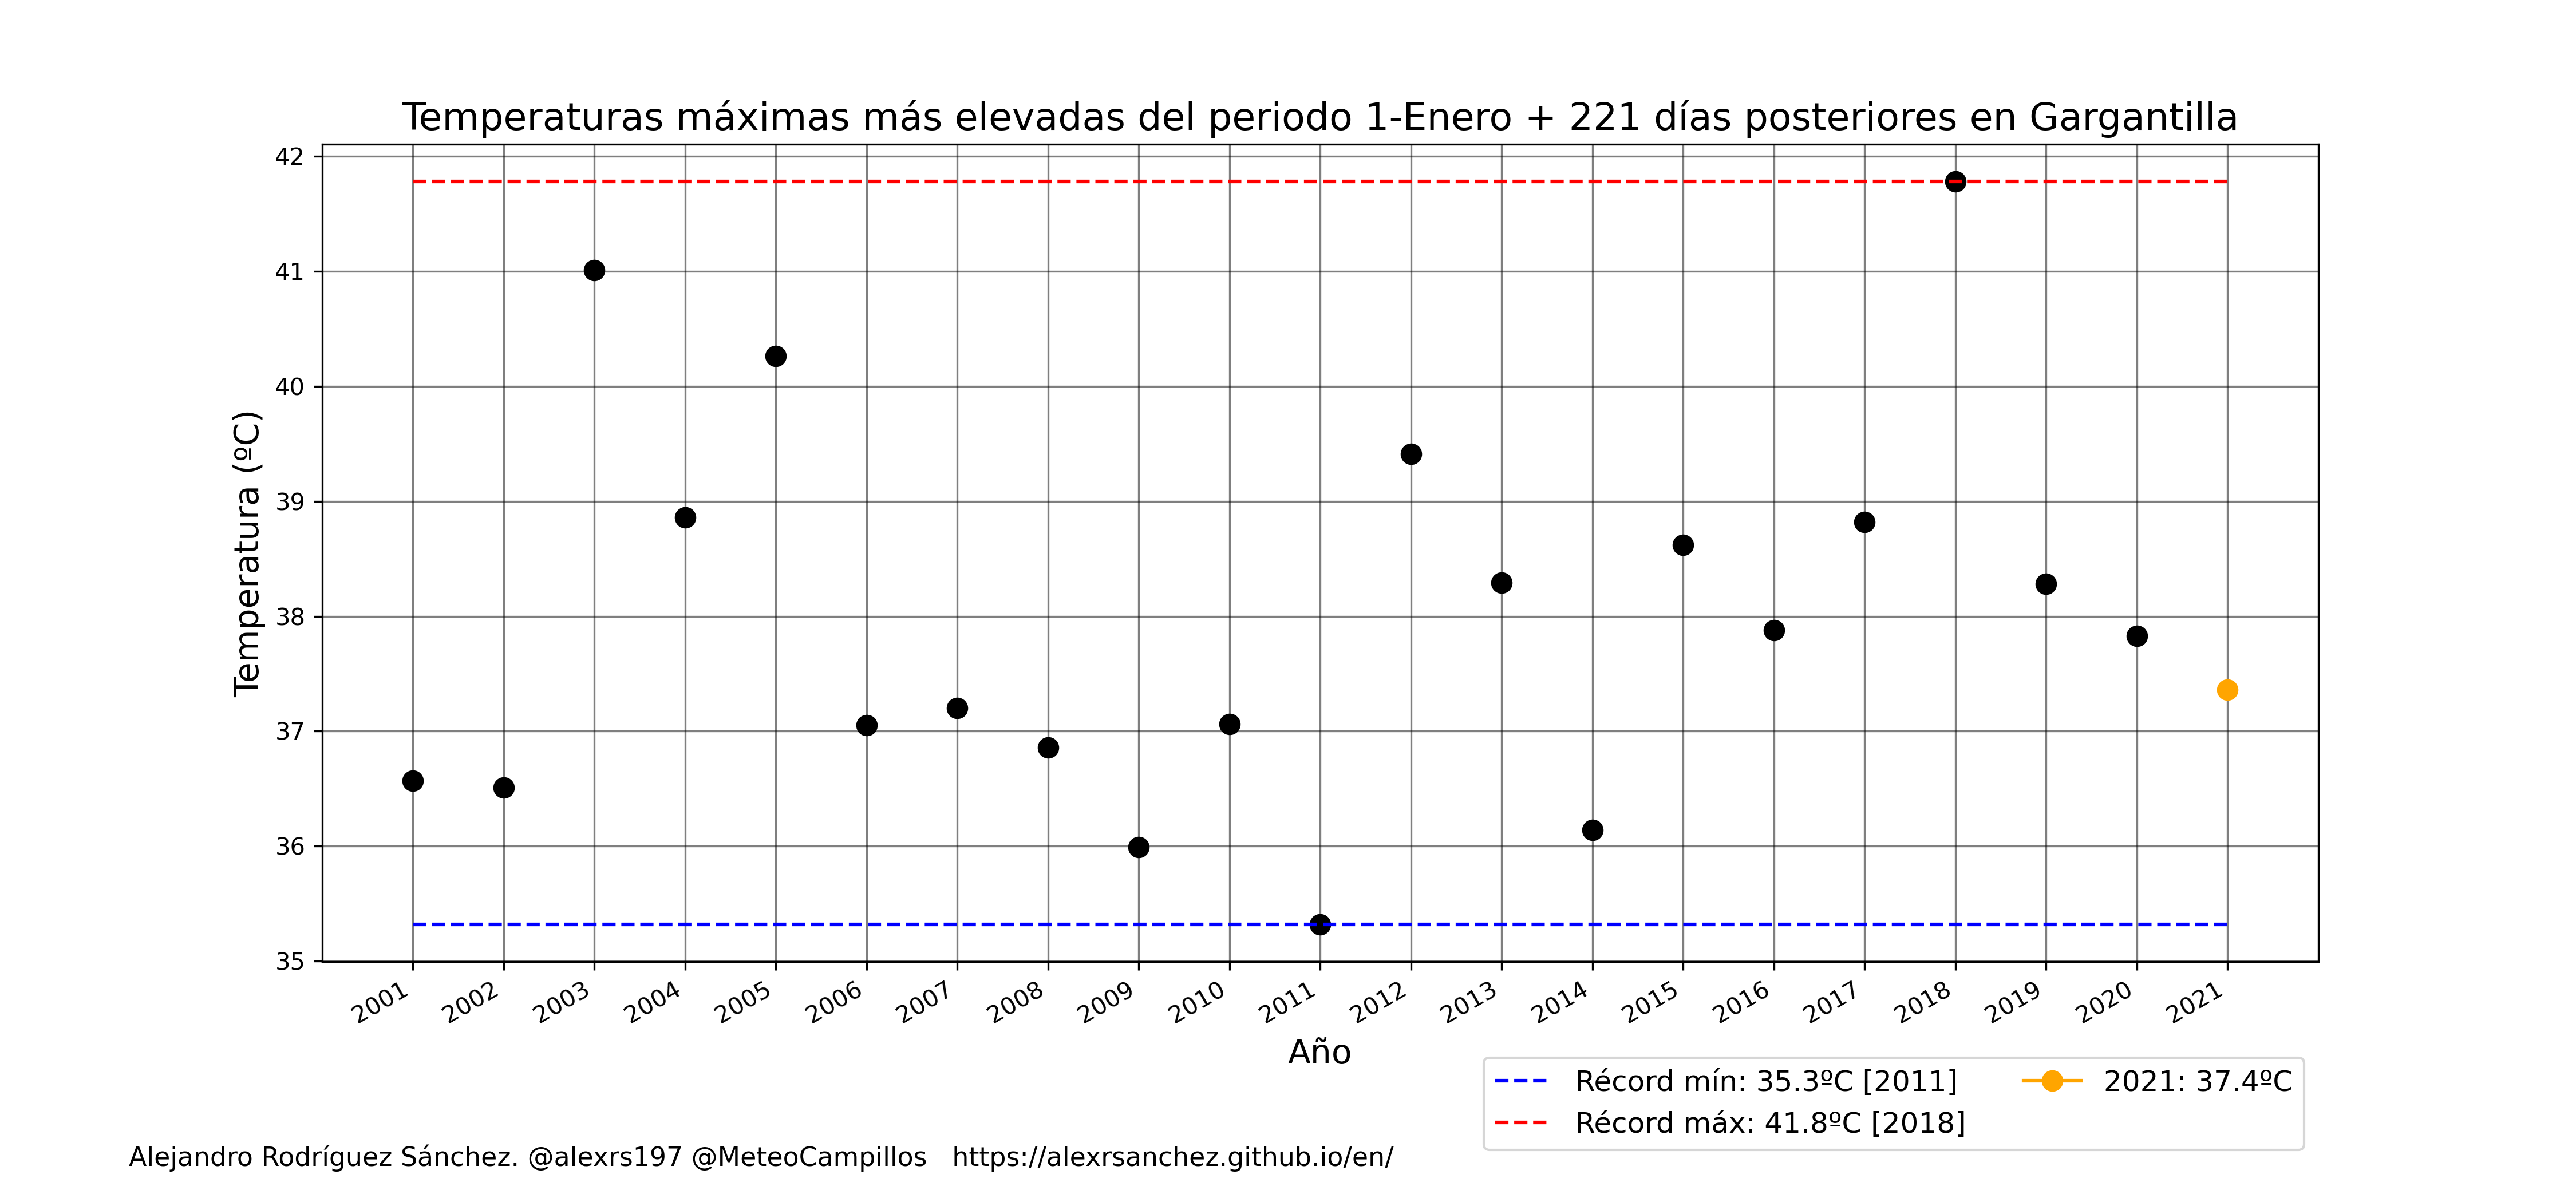 Temperaturas máximas más elevadas del periodo 1-Enero + 221 días posteriores en Gargantilla
Temperatura (ºC)
42
41
40
39
38
37
36
35
2001 2002 2003 2004 2005 2006 2007 2008 2009 2010 2011 2012 2013 2014 2015 2016 2017 2018 2019 2020 2021
Año
Récord mín: 35.3ºC [2011]
Récord máx: 41.8ºC [2018]
2021: 37.4ºC
Alejandro Rodríguez Sánchez. @alexrs197 @MeteoCampillos https://alexrsanchez.github.io/en/